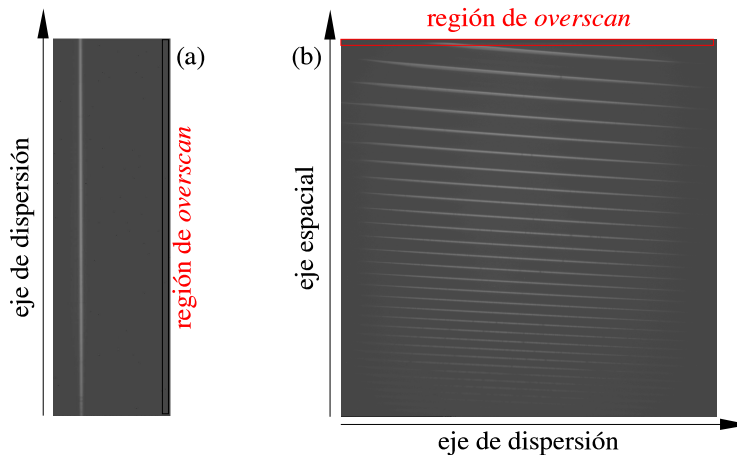 región de overscan
(a)
(b)
eje de dispersión
región de overscan
eje espacial
eje de dispersión